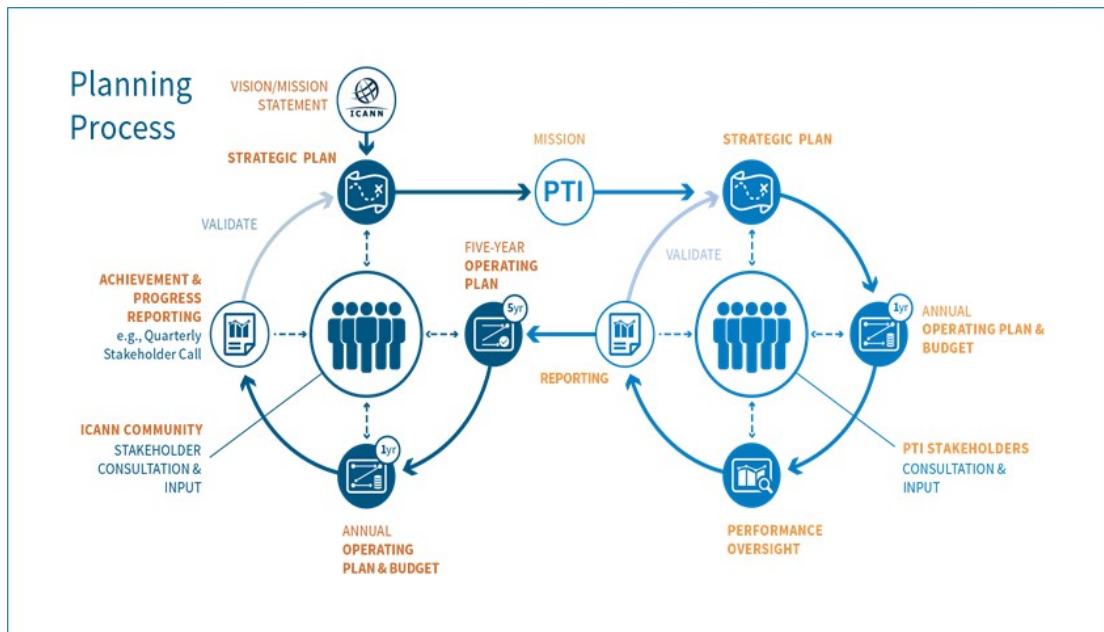 Planning
Process
VISION/MISSION
STATEMENT
ICANN
STRATEGIC PLAN
MISSION
PTI
STRATEGIC PLAN
VALIDATE
FIVE-YEAR
OPERATING
PLAN
5yr
VALIDATE
ACHIEVEMENT &
PROGRESS
REPORTING
e.g., Quarterly
Stakeholder Call
1yr
ANNUAL
OPERATING PLAN &
BUDGET
REPORTING
ICANN COMMUNITY
STAKEHOLDER
CONSULTATION &
INPUT
1yr
ANNUAL
OPERATING
PLAN & BUDGET
PTI STAKEHOLDERS
CONSULTATION &
INPUT
PERFORMANCE
OVERSIGHT